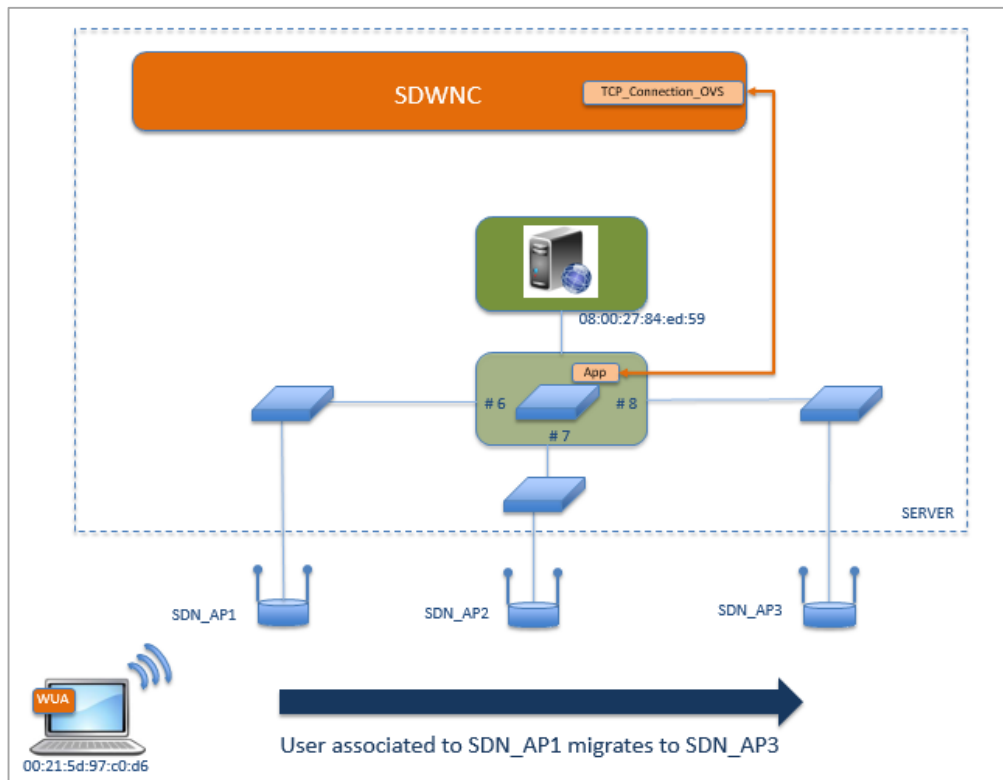 SDWNC
TCP_Connection_OVS
08:00:27:84:ed:59
App
# 6
# 8
# 7
SERVER
SDN_AP1
SDN_AP2
SDN_AP3
WUA
00:21:5d:97:c0:d6
User associated to SDN_AP1 migrates to SDN_AP3